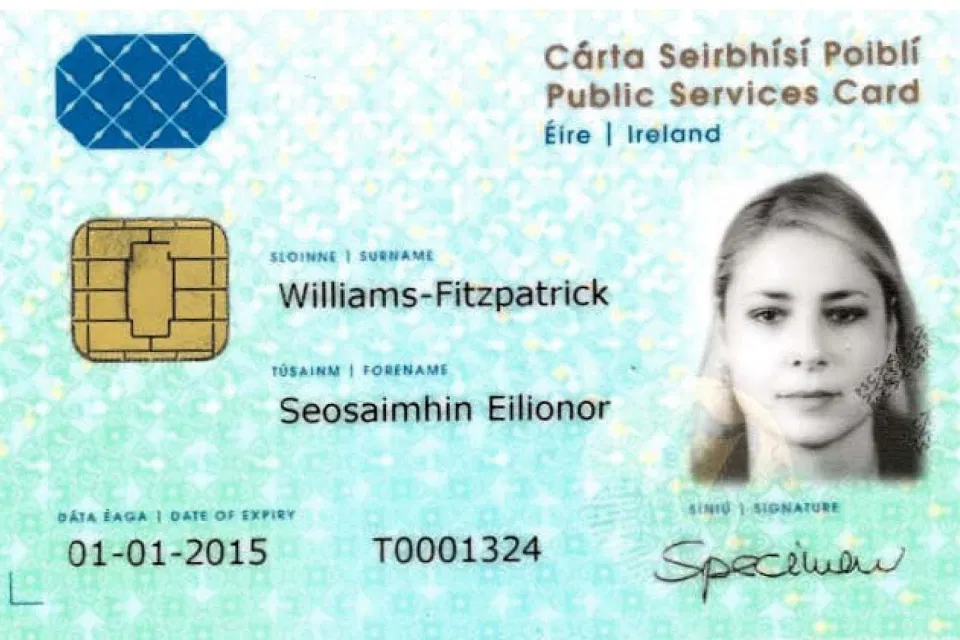 Cárta Seirbhísí Poiblí
Public Services Card
Éire | Ireland
SLOINNE | SURNAME
Williams-Fitzpatrick
TÚSAINM | FORENAME
Seosaimhin Eilionor
DÁTA ÉAGA | DATE OF EXPIRY
01-01-2015
T0001324
SÍNIÚ | SIGNATURE
Specimen